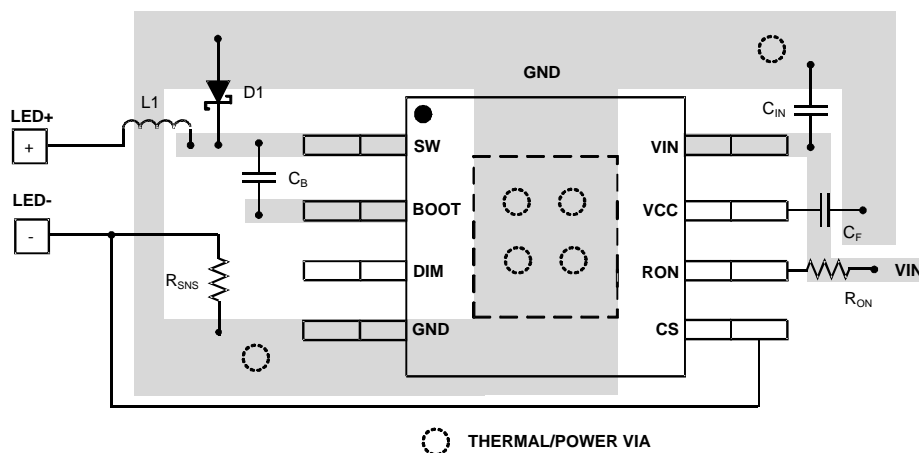 GND
D1
L1
C_IN
LED+
+
SW
VIN
C_B
LED-
BOOT
VCC
C_F
-
DIM
RON
VIN
R_SNS
R_ON
GND
CS
THERMAL/POWER VIA